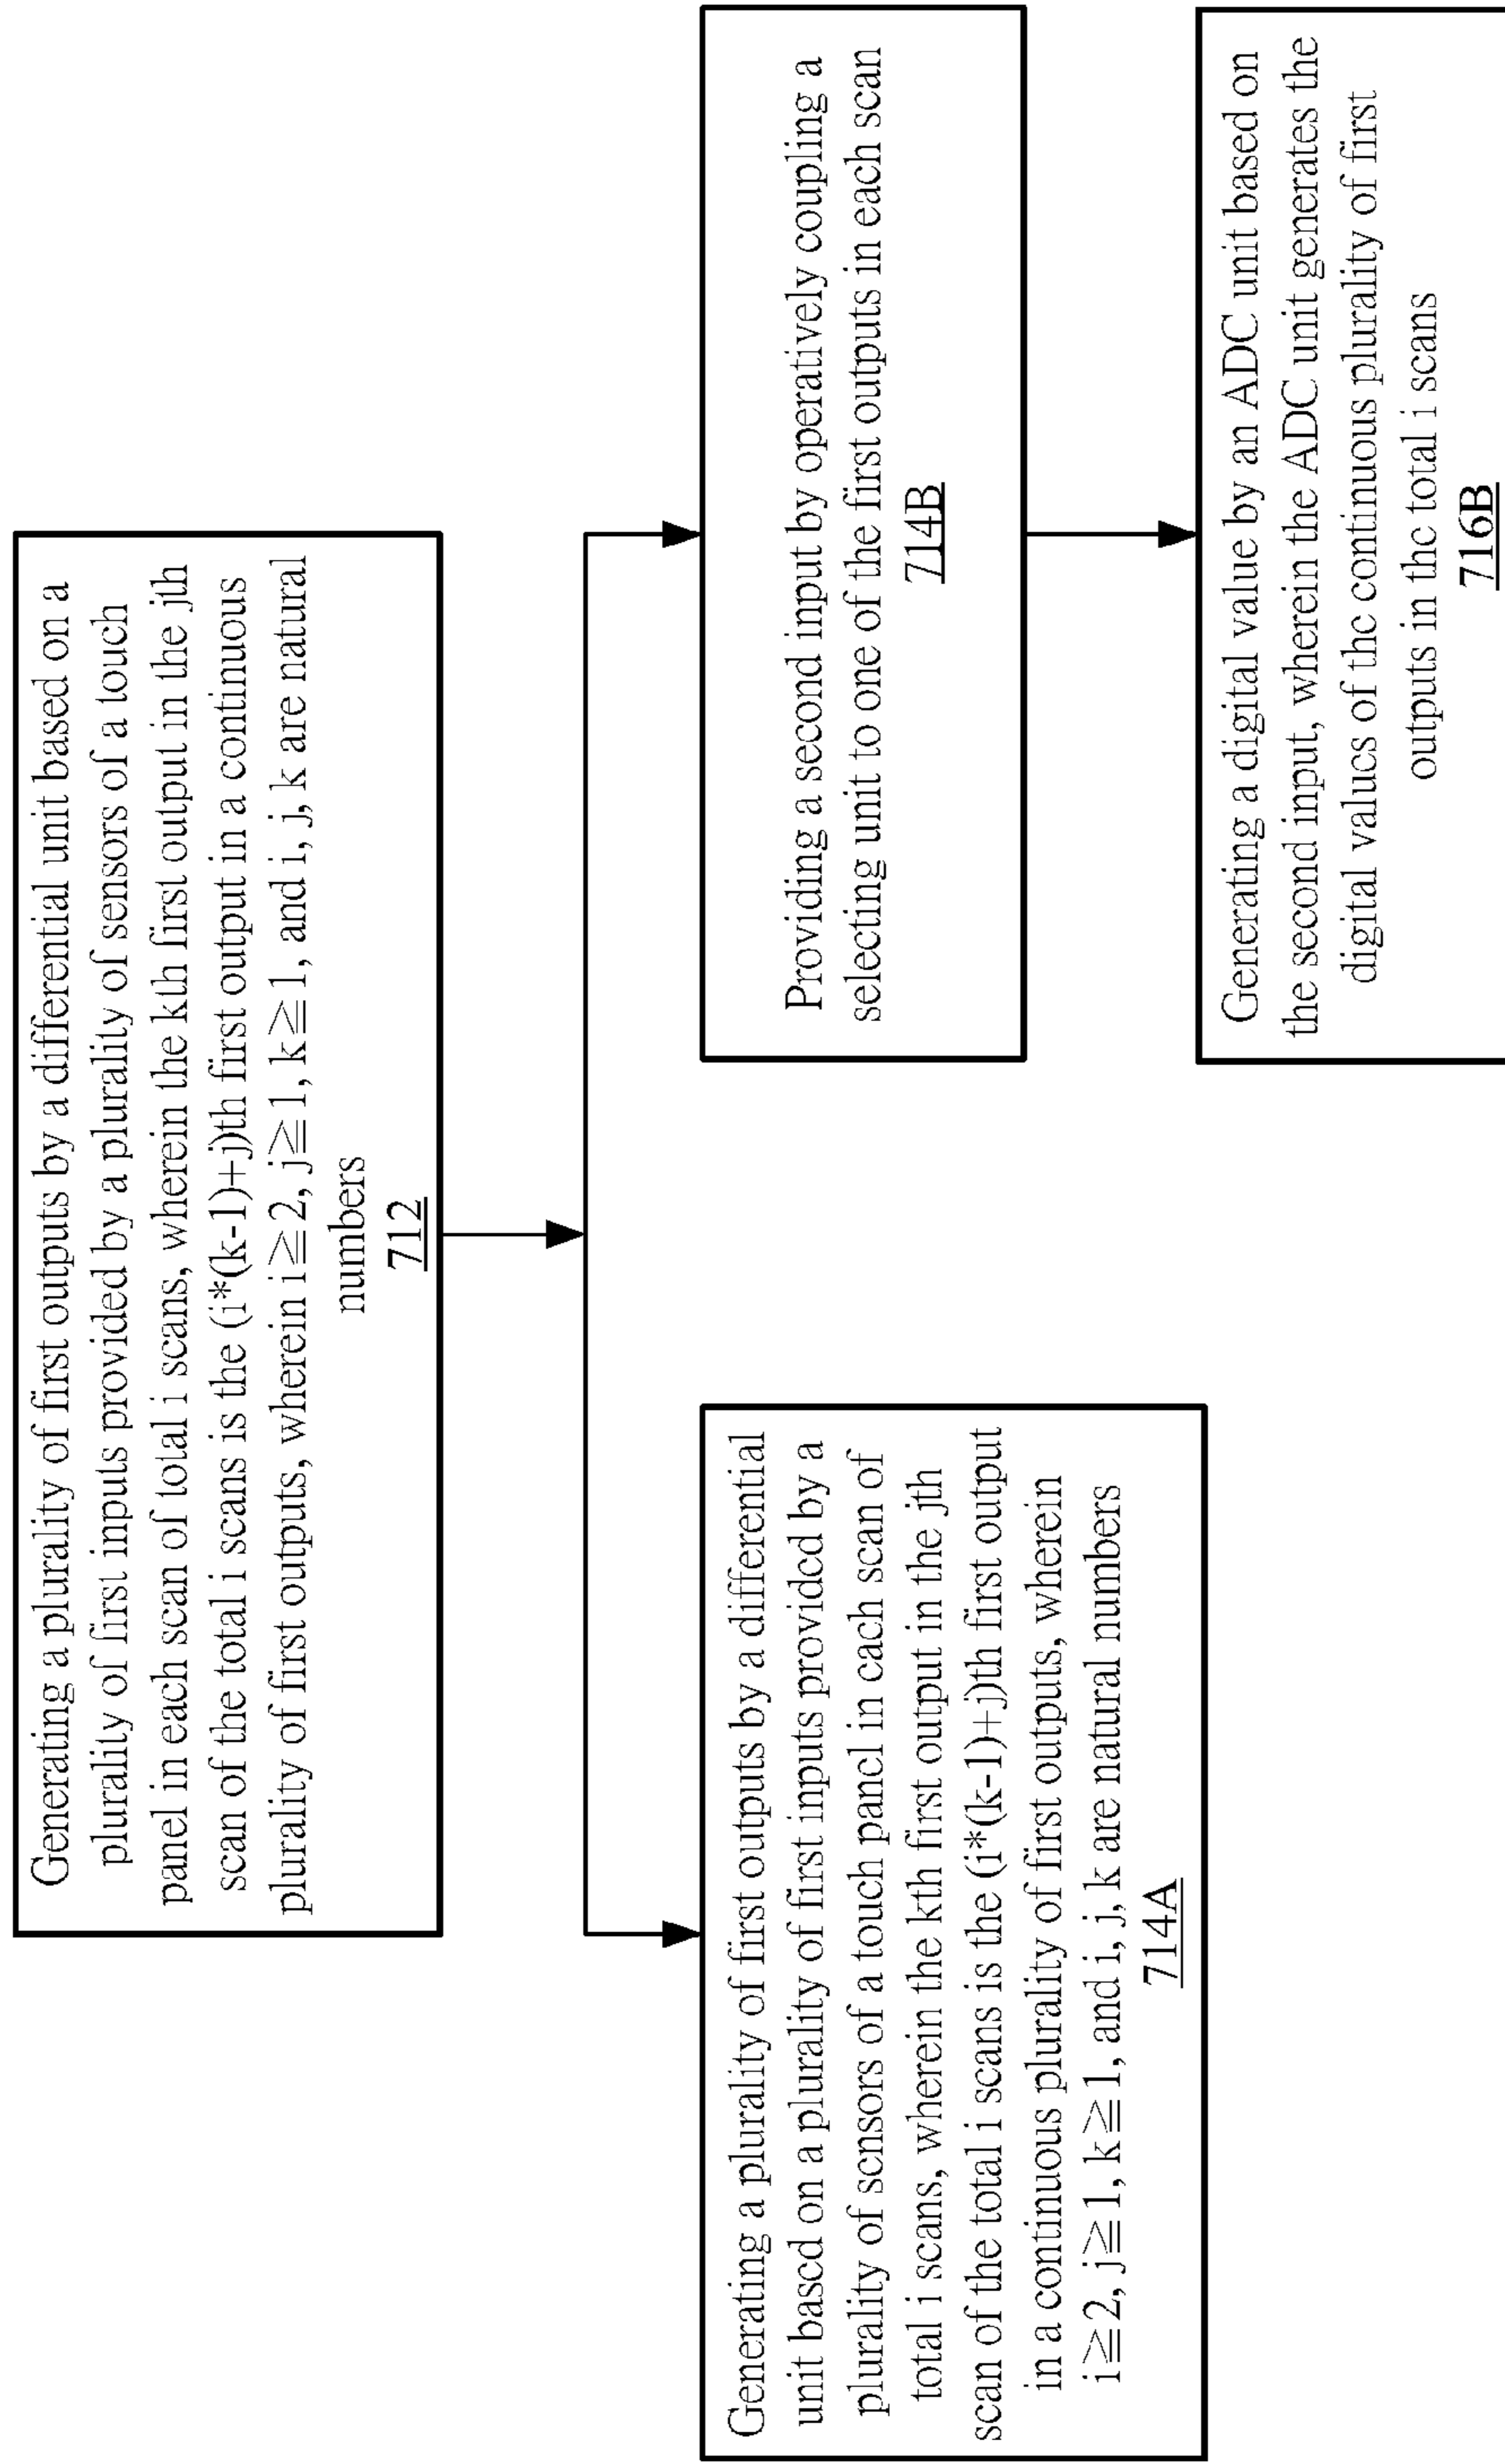 Generating a plurality of first outputs by a differential unit based on a
plurality of first inputs provided by a plurality of sensors of a touch
panel in each scan of total i scans, wherein the kth first output in the jth
scan of the total i scans is the (i*(k-1)+j)th first output in a continuous
plurality of first outputs, wherein i≧2, j≧1, k≧1, and i, j, k are natural
numbers
712
Generating a plurality of first outputs by a differential
unit based on a plurality of first inputs provided by a
plurality of sensors of a touch panel in each scan of
total i scans, wherein the kth first output in the jth
scan of the total i scans is the (i*(k-1)+j)th first output
in a continuous plurality of first outputs, wherein
i≧2, j≧1, k≧1, and i, j, k are natural numbers
714A
Providing a second input by operatively coupling a
selecting unit to one of the first outputs in each scan
714B
Generating a digital value by an ADC unit based on
the second input, wherein the ADC unit generates the
digital values of the continuous plurality of first
outputs in the total i scans
716B